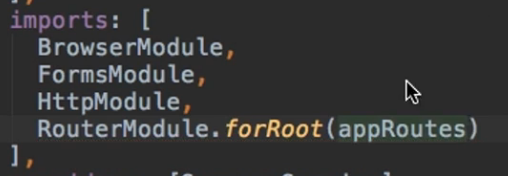 imports: [
BrowserModule,
FormsModule,
HttpModule,
RouterModule.forRoot(appRoutes)
],